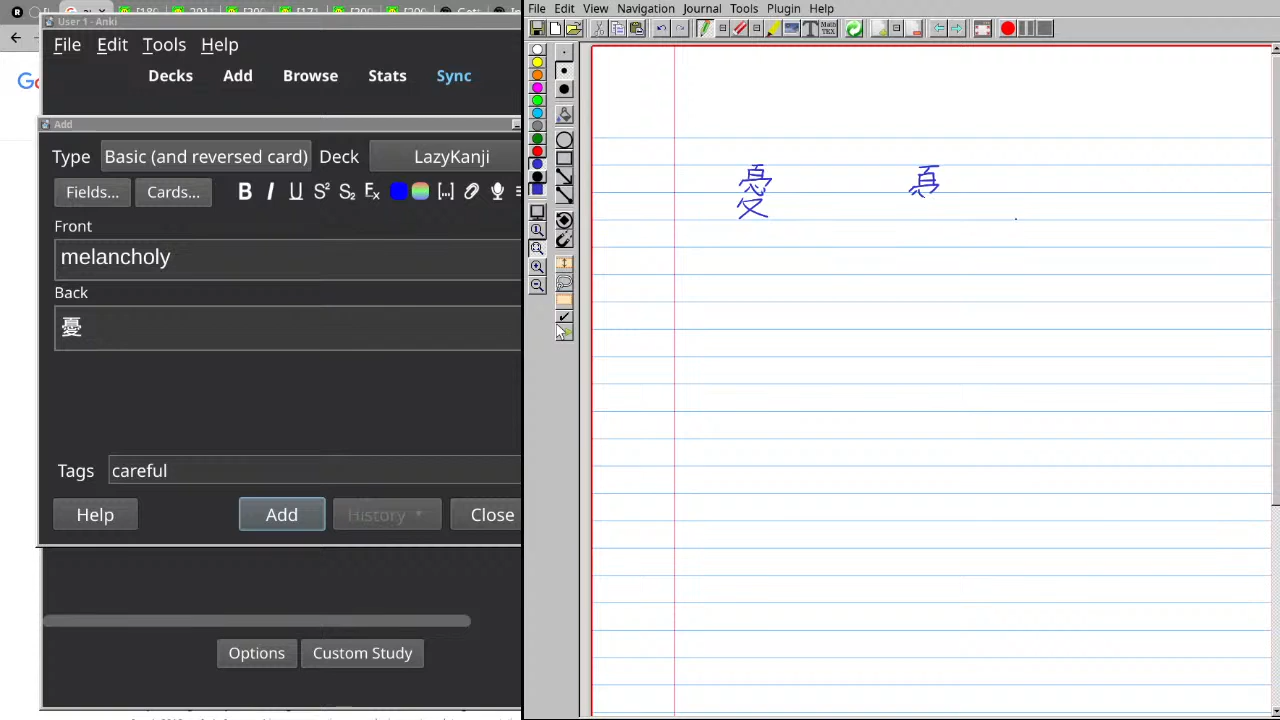 User 1 - Anki
File Edit Tools Help
Decks Add Browse Stats Sync
Add
Type Basic (and reversed card) Deck LazyKanji
Fields... Cards... B I U
Front
melancholy
Back
憂
Tags careful
Help Add History Close
Options Custom Study
File Edit View Navigation Journal Tools Plugin Help
憂